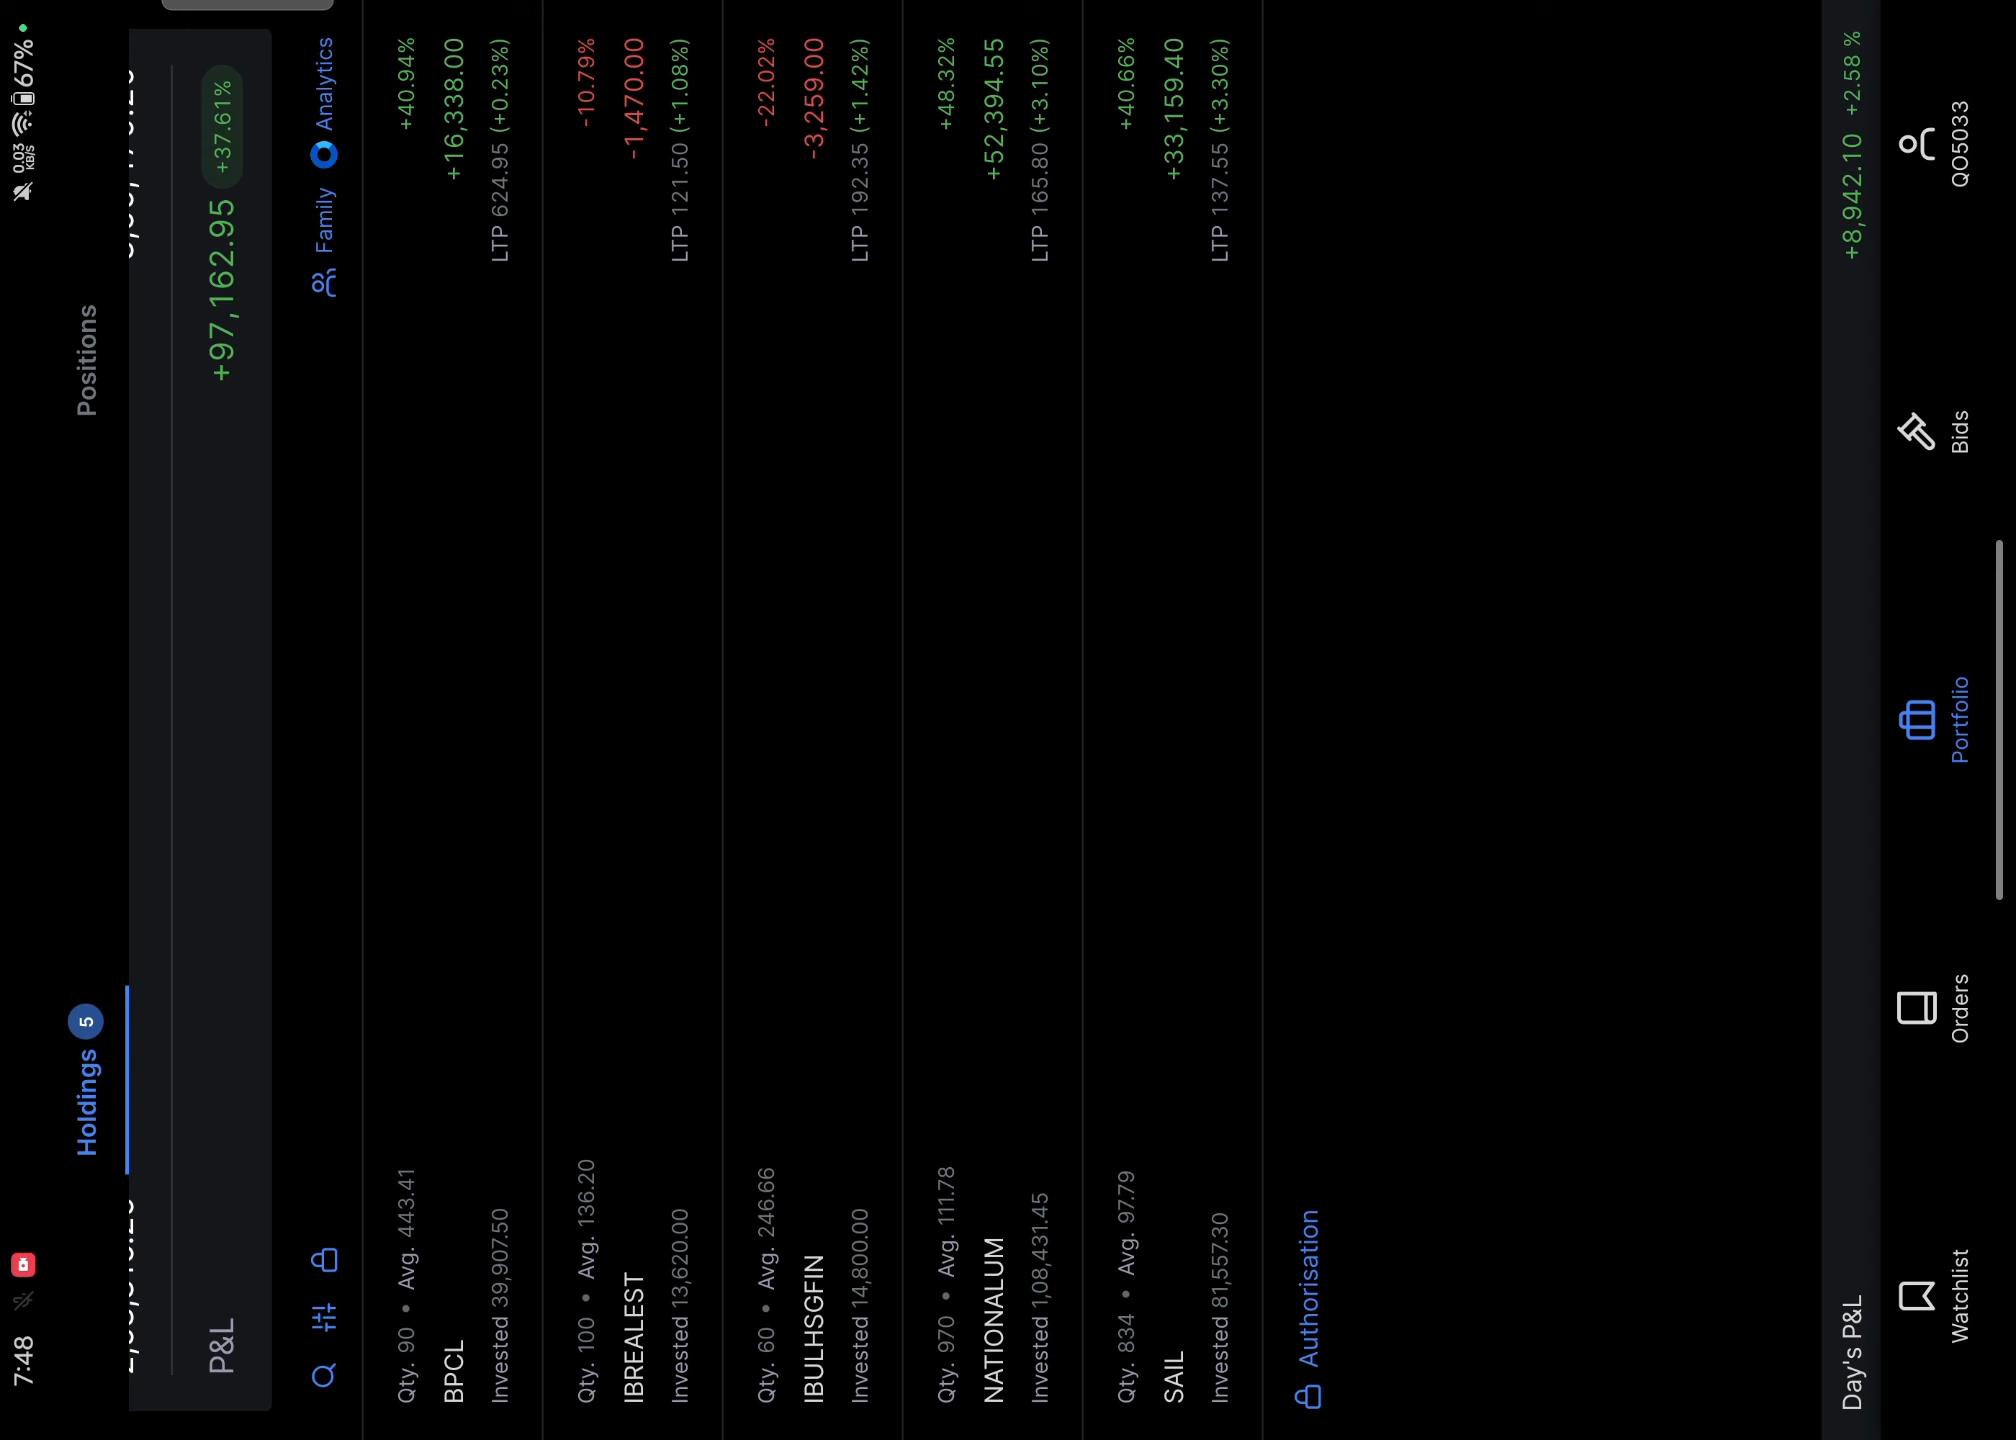 7:48 0.03 KB/S 67%
Holdings 5 Positions
P&L +97,162.95 +37.61%
Family Analytics
Qty. 90 • Avg. 443.41 +40.94%
BPCL +16,338.00
Invested 39,907.50 LTP 624.95 (+0.23%)
Qty. 100 • Avg. 136.20 -10.79%
IBREALEST -1,470.00
Invested 13,620.00 LTP 121.50 (+1.08%)
Qty. 60 • Avg. 246.66 -22.02%
IBULHSGFIN -3,259.00
Invested 14,800.00 LTP 192.35 (+1.42%)
Qty. 970 • Avg. 111.78 +48.32%
NATIONALUM +52,394.55
Invested 1,08,431.45 LTP 165.80 (+3.10%)
Qty. 834 • Avg. 97.79 +40.66%
SAIL +33,159.40
Invested 81,557.30 LTP 137.55 (+3.30%)
Authorisation
Day's P&L +8,942.10 +2.58 %
Watchlist Orders Portfolio Bids QO5033